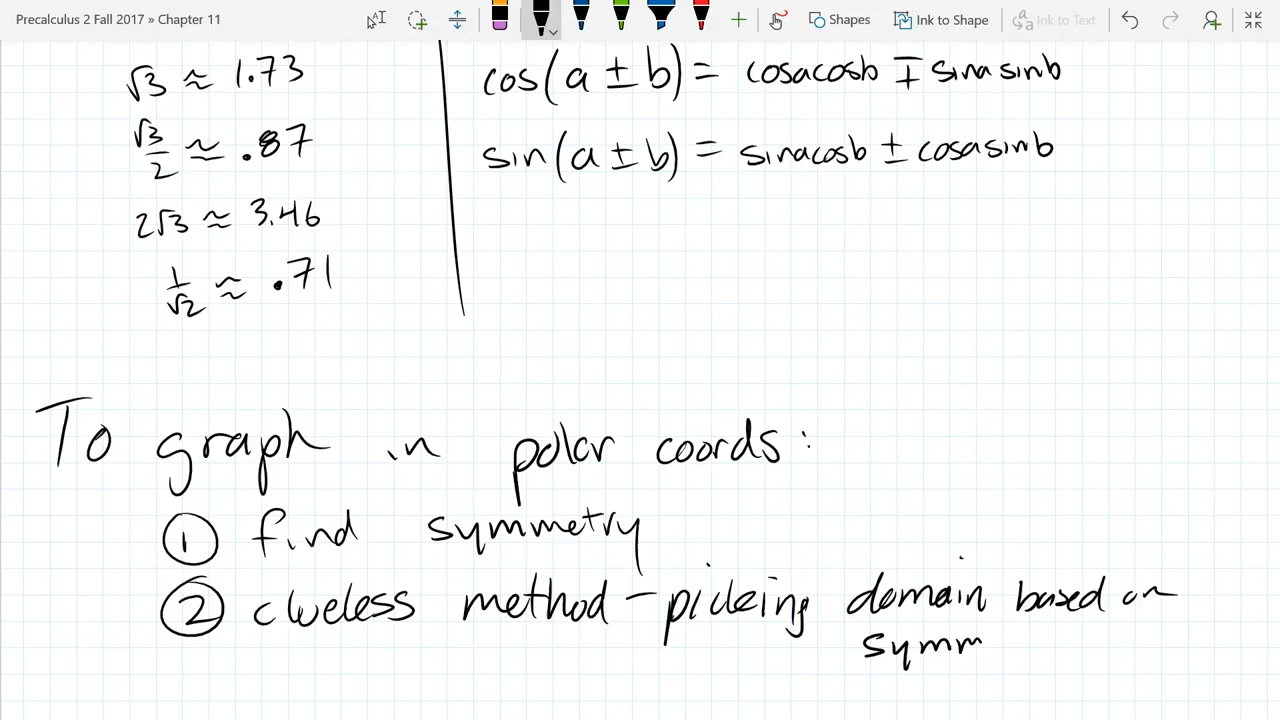 Precalculus 2 Fall 2017 » Chapter 11
Shapes
Ink to Shape
Ink to Text
√3 ≈ 1.73
√3/2 ≈ .87
2√3 ≈ 3.46
1/√2 ≈ .71
cos(a ± b) = cosacosb ∓ sinasinb
sin(a ± b) = sinacosb ± cosasinb
To graph in polar coords:
① find symmetry
② clueless method - picking domain based on
symm